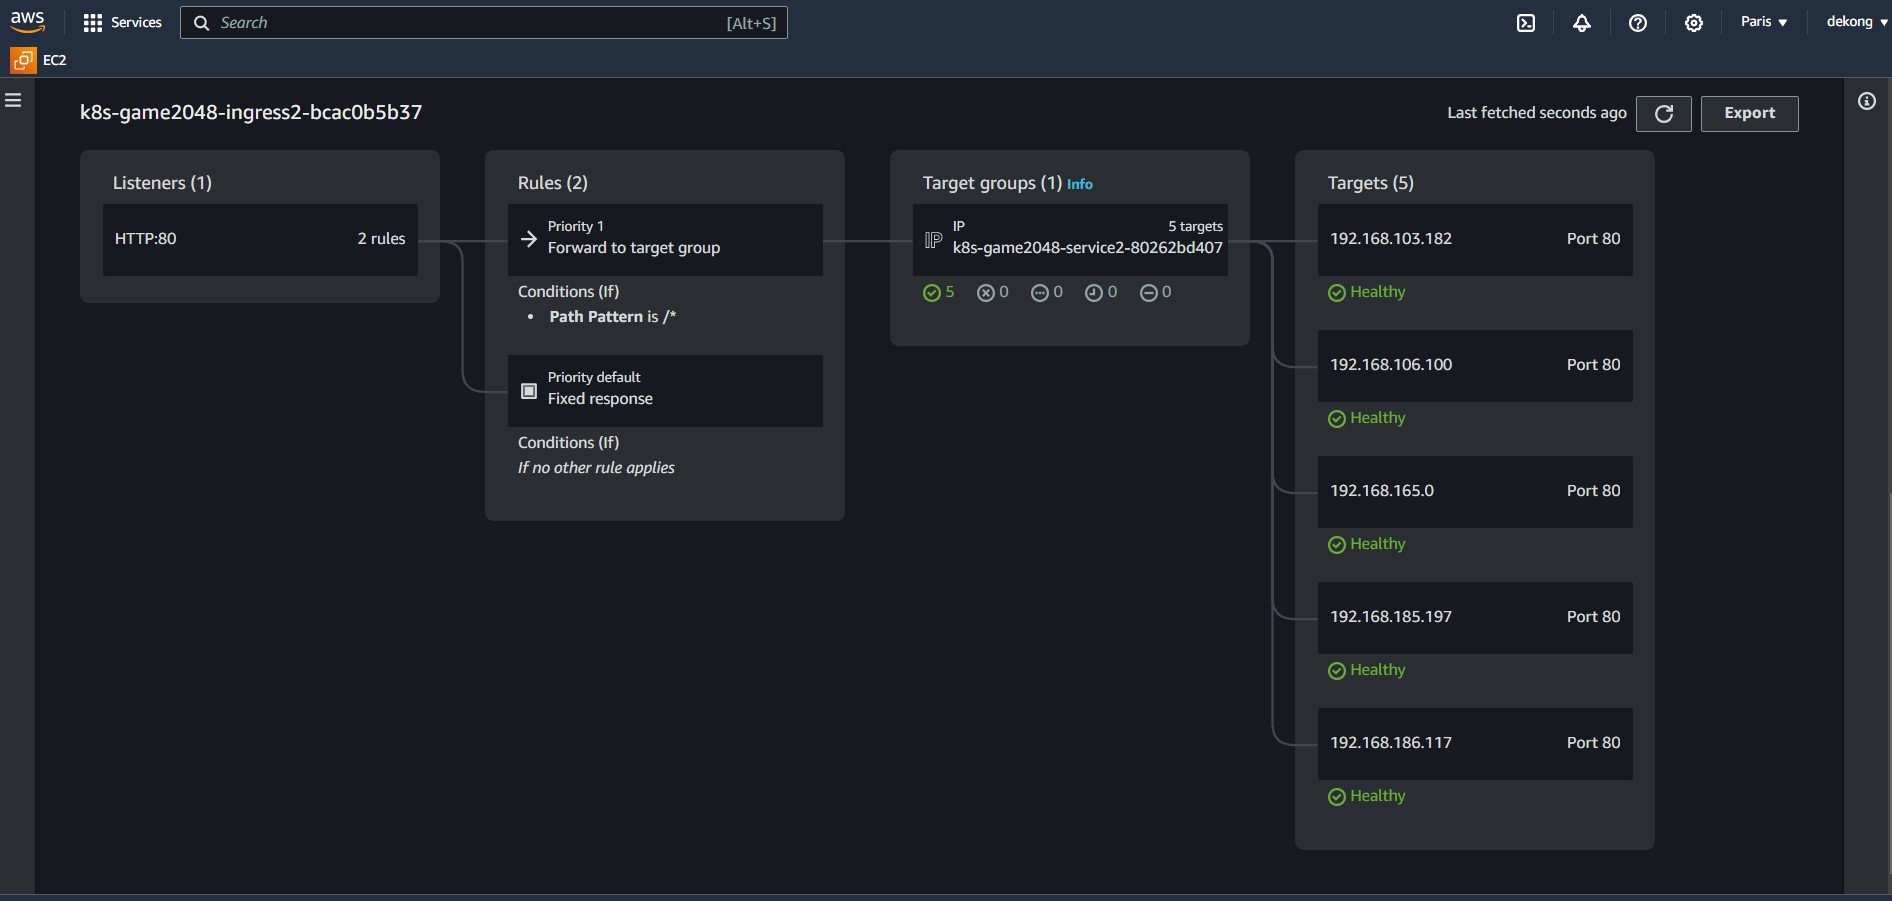 aws
Services
Search
[Alt+S]
Paris
dekong
EC2
k8s-game2048-ingress2-bcac0b5b37
Last fetched seconds ago
Export
Listeners (1)
HTTP:80
2 rules
Rules (2)
Priority 1
Forward to target group
Conditions (If)
• Path Pattern is /*
Priority default
Fixed response
Conditions (If)
If no other rule applies
Target groups (1) Info
IP
IP
5 targets
k8s-game2048-service2-80262bd407
5
0
0
0
0
Targets (5)
192.168.103.182
Port 80
Healthy
192.168.106.100
Port 80
Healthy
192.168.165.0
Port 80
Healthy
192.168.185.197
Port 80
Healthy
192.168.186.117
Port 80
Healthy